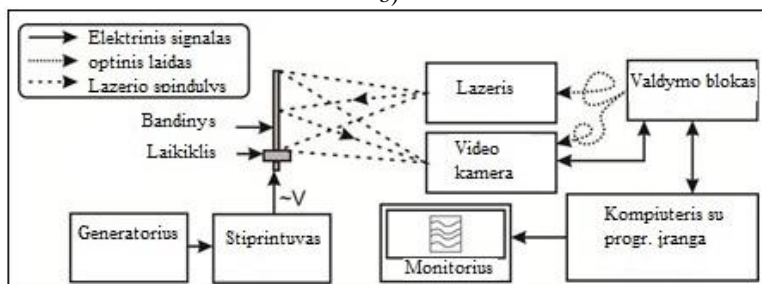 b)
Elektrinis signalas
optinis laidas
Lazerio spindulys
Bandinys
Laikiklis
Lazeris
Video
kamera
Valdymo blokas
~V
Generatorius
Stiprintuvas
Monitorius
Kompiuteris su
progr. įranga